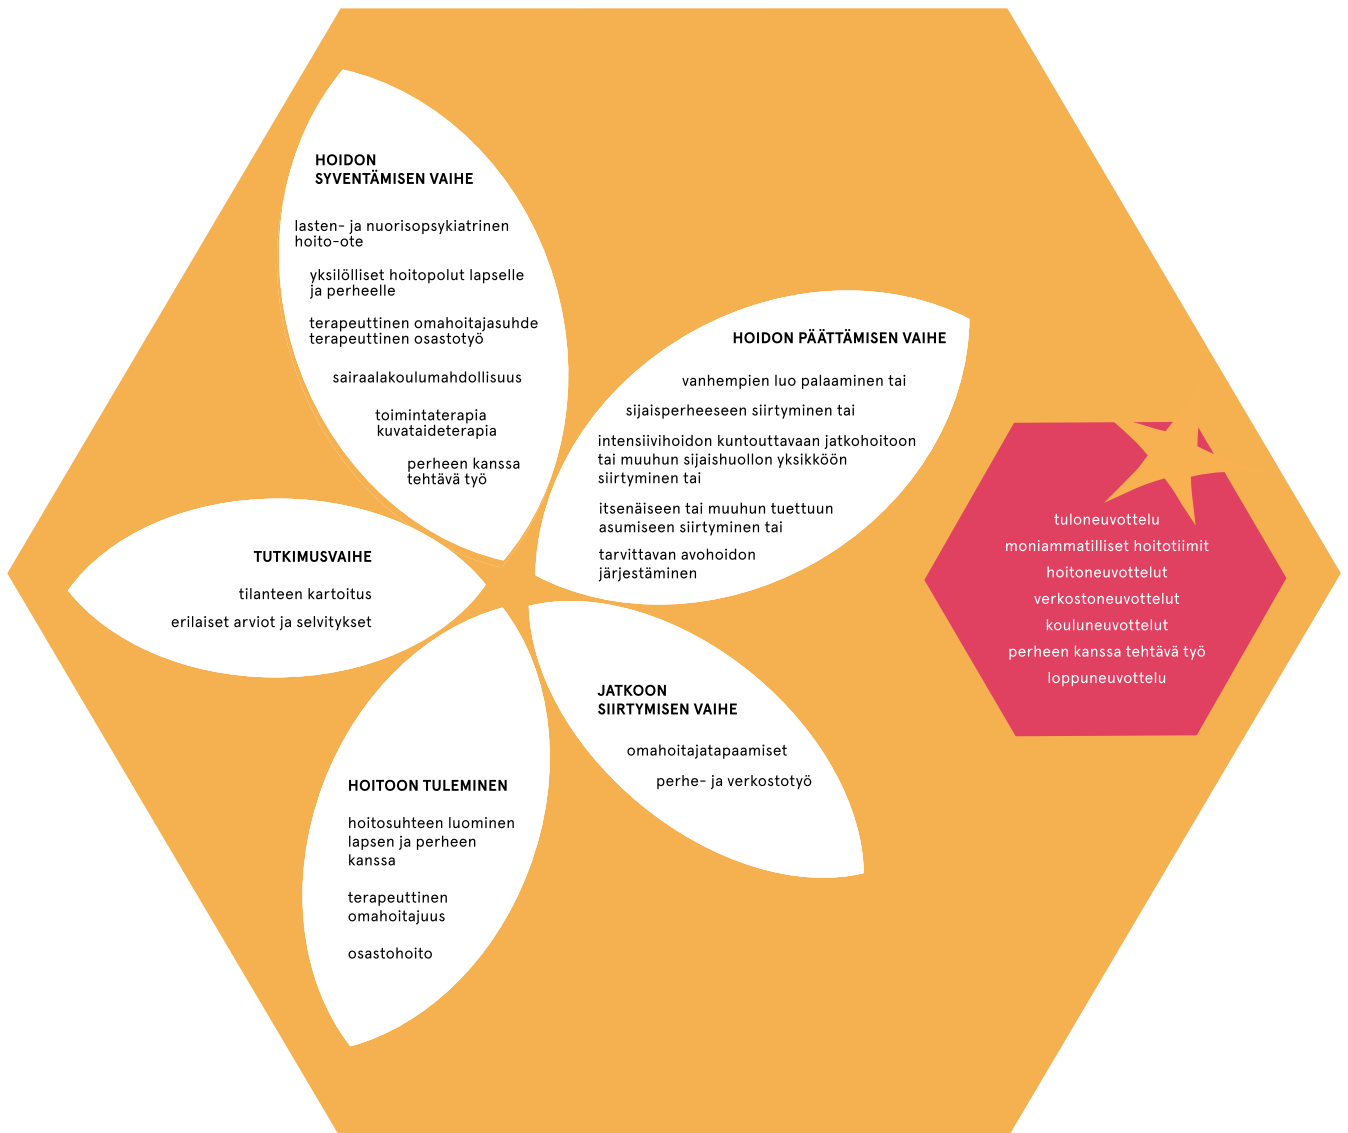 HOIDON
SYVENTÄMISEN VAIHE
lasten- ja nuorisopsykiatrinen
hoito-ote
yksilölliset hoitopolut lapselle
ja perheelle
terapeuttinen omahoitajasuhde
terapeuttinen osastotyö
sairaalakoulumahdollisuus
toimintaterapia
kuvataideterapia
perheen kanssa
tehtävä työ
HOIDON PÄÄTTÄMISEN VAIHE
vanhempien luo palaaminen tai
sijaisperheeseen siirtyminen tai
intensiivihoidon kuntouttavaan jatkohoitoon
tai muuhun sijaishuollon yksikköön
siirtyminen tai
itsenäiseen tai muuhun tuettuun
asumiseen siirtyminen tai
tarvittavan avohoidon
järjestäminen
TUTKIMUSVAIHE
tilanteen kartoitus
erilaiset arviot ja selvitykset
JATKOON
SIIRTYMISEN VAIHE
omahoitajatapaamiset
perhe- ja verkostotyö
HOITOON TULEMINEN
hoitosuhteen luominen
lapsen ja perheen
kanssa
terapeuttinen
omahoitajuus
osastohoito
tuloneuvottelu
moniammatilliset hoitotiimit
hoitoneuvottelut
verkostoneuvottelut
kouluneuvottelut
perheen kanssa tehtävä työ
loppuneuvottelu